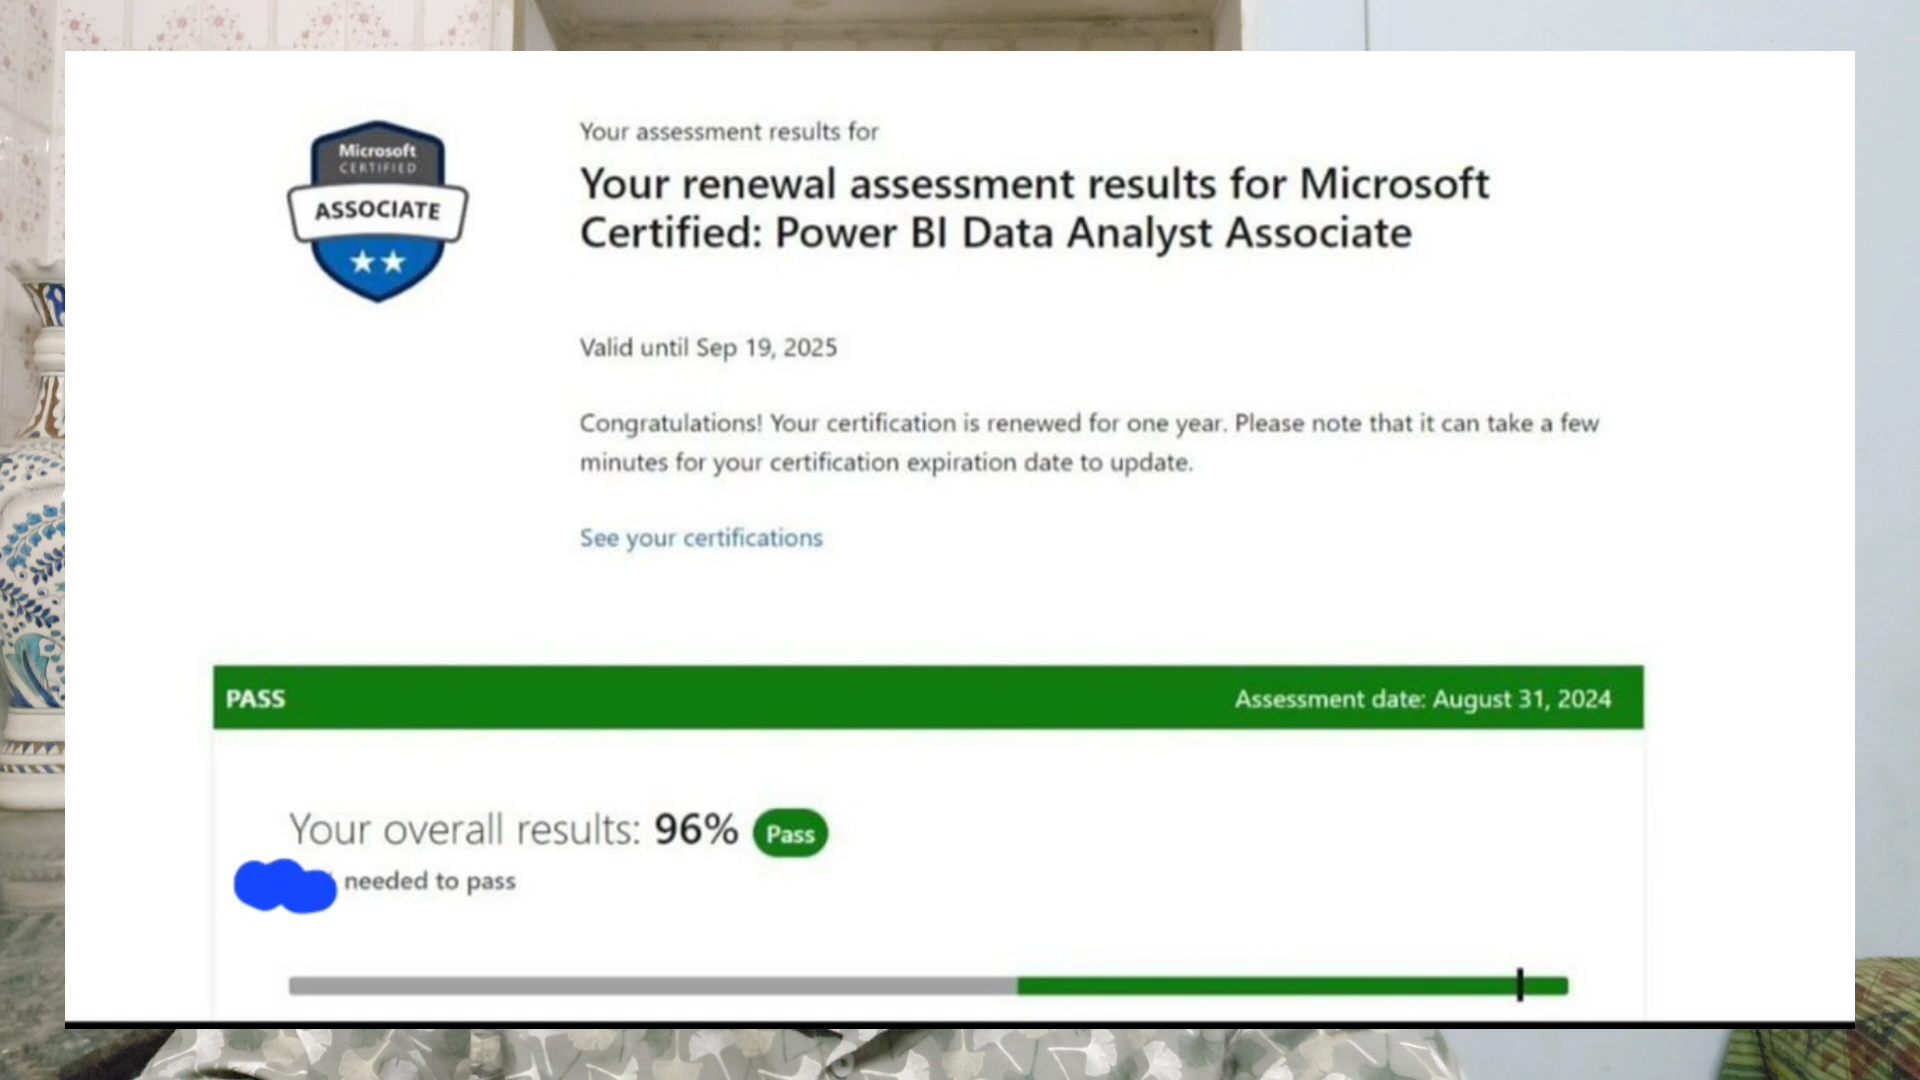 Microsoft
CERTIFIED
ASSOCIATE
Your assessment results for
Your renewal assessment results for Microsoft
Certified: Power BI Data Analyst Associate
Valid until Sep 19, 2025
Congratulations! Your certification is renewed for one year. Please note that it can take a few
minutes for your certification expiration date to update.
See your certifications
PASS
Assessment date: August 31, 2024
Your overall results: 96% Pass
needed to pass